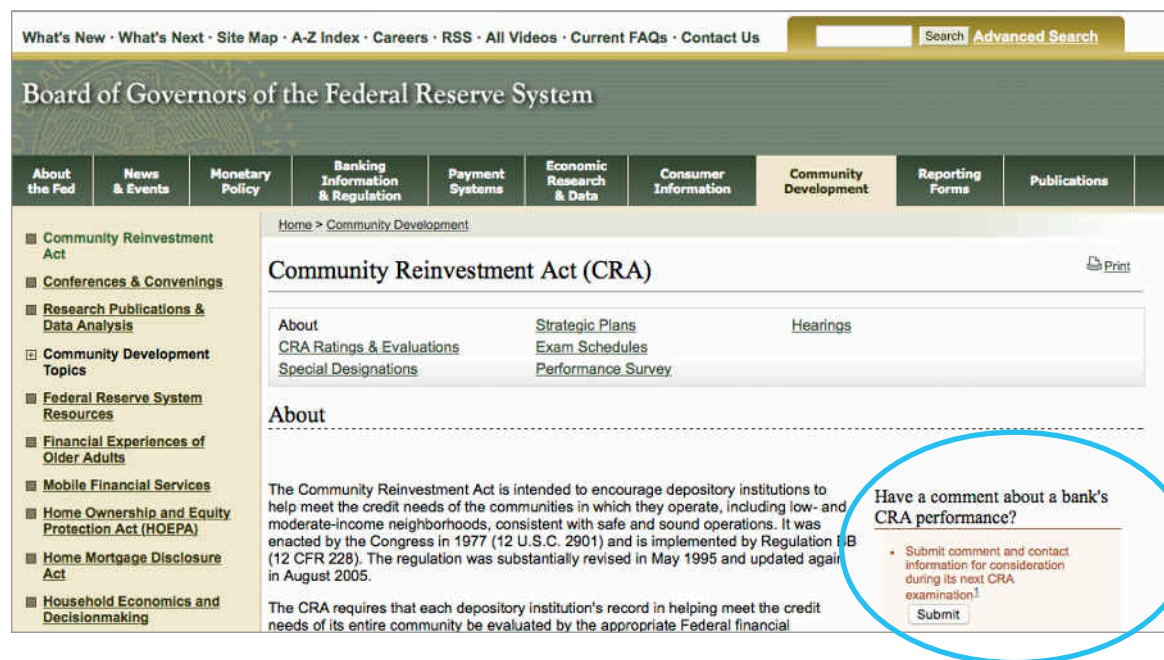 What's New · What's Next · Site Map · A-Z Index · Careers · RSS · All Videos · Current FAQs · Contact Us
Search Advanced Search
Board of Governors of the Federal Reserve System
About the Fed
News & Events
Monetary Policy
Banking Information & Regulation
Payment Systems
Economic Research & Data
Consumer Information
Community Development
Reporting Forms
Publications
Community Reinvestment
Act
Conferences & Convenings
Research Publications &
Data Analysis
Community Development
Topics
Federal Reserve System
Resources
Financial Experiences of
Older Adults
Mobile Financial Services
Home Ownership and Equity
Protection Act (HOEPA)
Home Mortgage Disclosure
Act
Household Economics and
Decisionmaking
Home > Community Development
Community Reinvestment Act (CRA)
Print
About
Strategic Plans
Hearings
CRA Ratings & Evaluations
Exam Schedules
Special Designations
Performance Survey
About
The Community Reinvestment Act is intended to encourage depository institutions to
help meet the credit needs of the communities in which they operate, including low- and
moderate-income neighborhoods, consistent with safe and sound operations. It was
enacted by the Congress in 1977 (12 U.S.C. 2901) and is implemented by Regulation BB
(12 CFR 228). The regulation was substantially revised in May 1995 and updated again
in August 2005.
The CRA requires that each depository institution's record in helping meet the credit
needs of its entire community be evaluated by the appropriate Federal financial
Have a comment about a bank's
CRA performance?
Submit comment and contact
information for consideration
during its next CRA
examination1
Submit